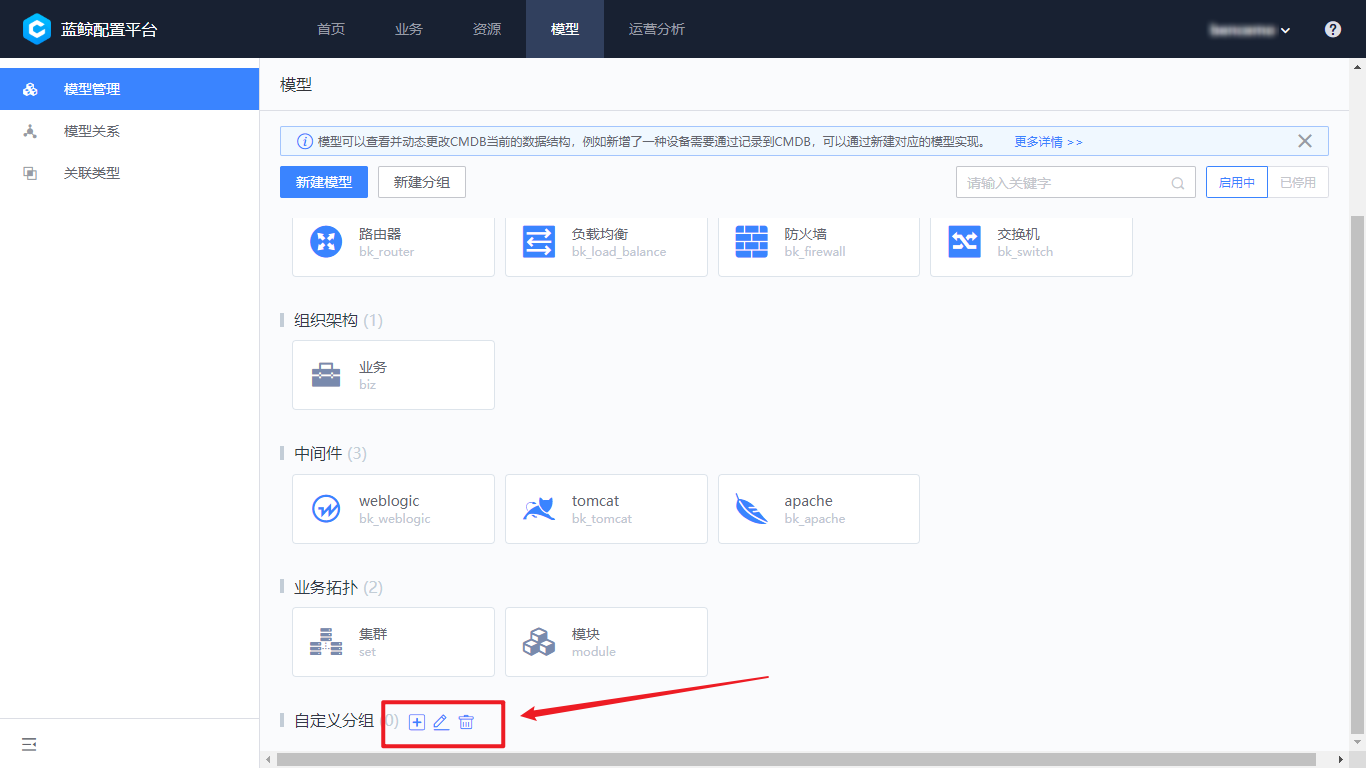 蓝鲸配置平台
首页 业务 资源 模型 运营分析
模型管理
模型关系
关联类型
模型
模型可以查看并动态更改CMDB当前的数据结构，例如新增了一种设备需要通过记录到CMDB，可以通过新建对应的模型实现。 更多详情 >>
新建模型 新建分组 请输入关键字 启用中 已停用
路由器 负载均衡 防火墙 交换机
bk_router bk_load_balance bk_firewall bk_switch
组织架构 (1)
业务
biz
中间件 (3)
weblogic tomcat apache
bk_weblogic bk_tomcat bk_apache
业务拓扑 (2)
集群 模块
set module
自定义分组 (0)